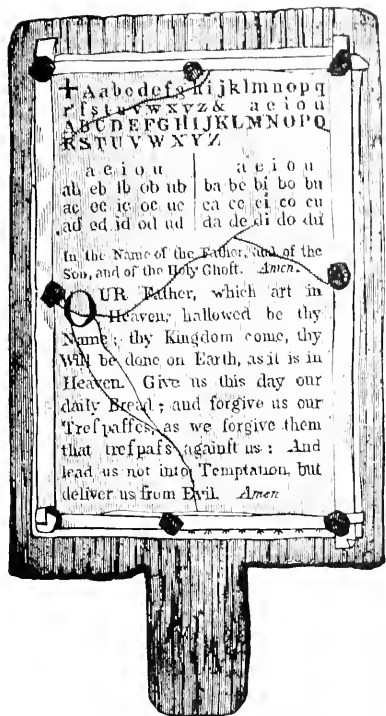 +Aabcdefghijklmnopq
rſstuvwxyz& aeiou
ABCDEFGHIJKLMNOPQ
RSTUVWXYZ
a e i o u a e i o u
ab eb ib ob ub ba be bi bo bu
ac ec ic oc uc ca ce ci co cu
ad ed id od ud da de di do du
In the Name of the Father, and of the
Son, and of the Holy Ghoſt. Amen.
OUR Father, which art in
Heaven, hallowed be thy
Name; thy Kingdom come, thy
Will be done on Earth, as it is in
Heaven. Give us this day our
daily Bread; and forgive us our
Treſpaſſes, as we forgive them
that treſpaſs againſt us: And
lead us not into Temptation, but
deliver us from Evil. Amen